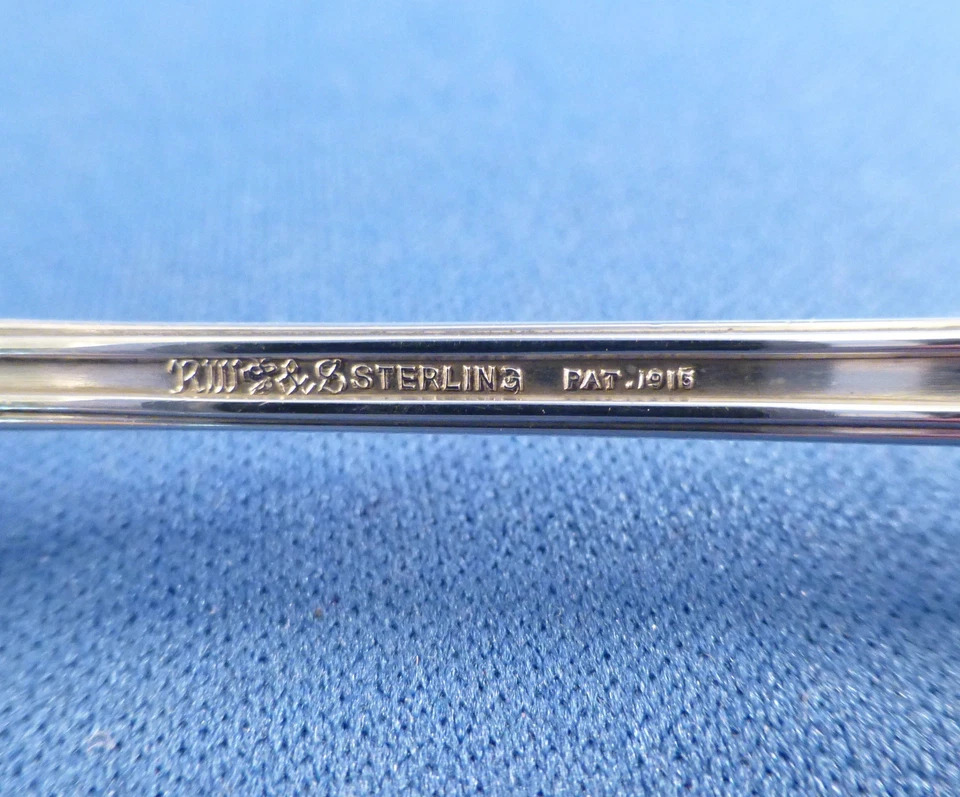 RW & S STERLING PAT. 1915